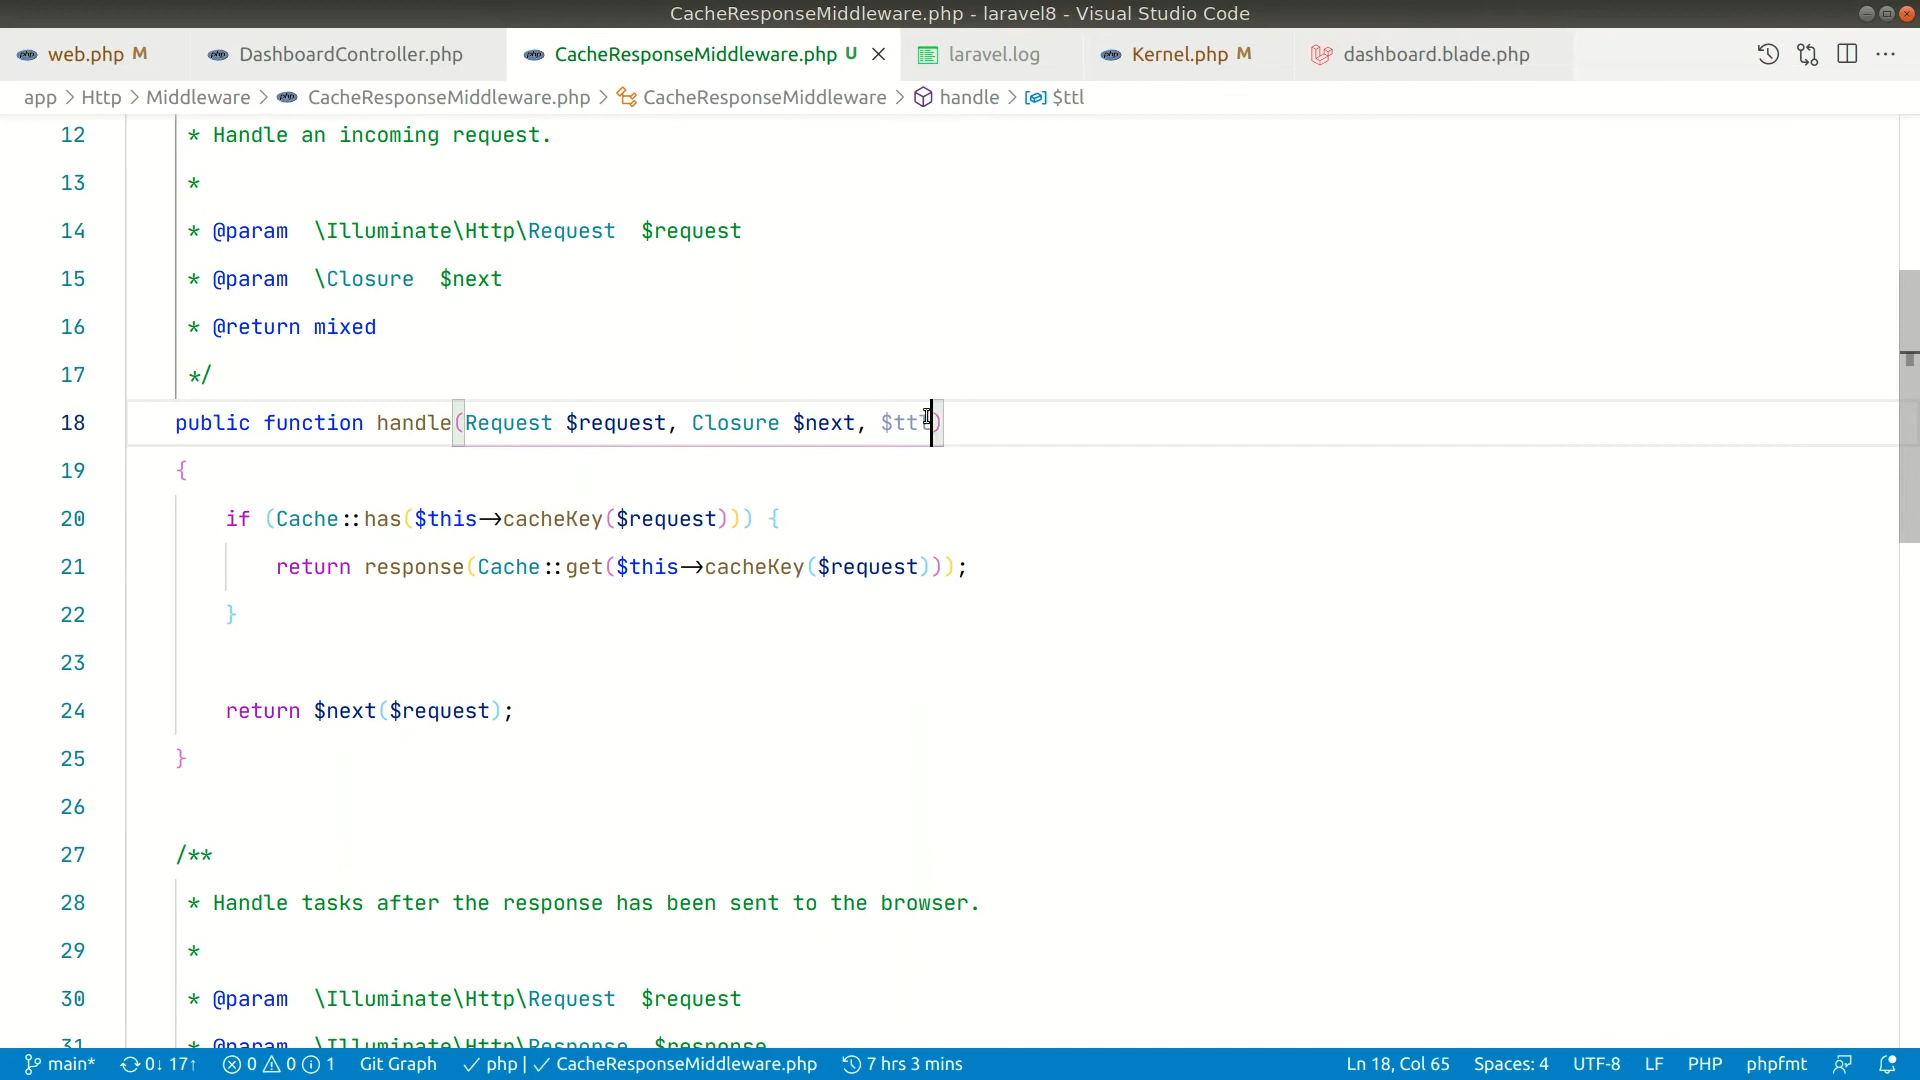 CacheResponseMiddleware.php - laravel8 - Visual Studio Code
web.php M DashboardController.php CacheResponseMiddleware.php U laravel.log Kernel.php M dashboard.blade.php
app > Http > Middleware > CacheResponseMiddleware.php > CacheResponseMiddleware > handle > $ttl
12 * Handle an incoming request.
13 *
14 * @param \Illuminate\Http\Request $request
15 * @param \Closure $next
16 * @return mixed
17 */
18 public function handle(Request $request, Closure $next, $ttl)
19 {
20 if (Cache::has($this->cacheKey($request))) {
21 return response(Cache::get($this->cacheKey($request)));
22 }
23
24 return $next($request);
25 }
26
27 /**
28 * Handle tasks after the response has been sent to the browser.
29 *
30 * @param \Illuminate\Http\Request $request
31 * @param \Illuminate\Http\Response $response
main* 0↓ 17↑ 0 0 1 Git Graph ✓ php | ✓ CacheResponseMiddleware.php 7 hrs 3 mins Ln 18, Col 65 Spaces: 4 UTF-8 LF PHP phpfmt